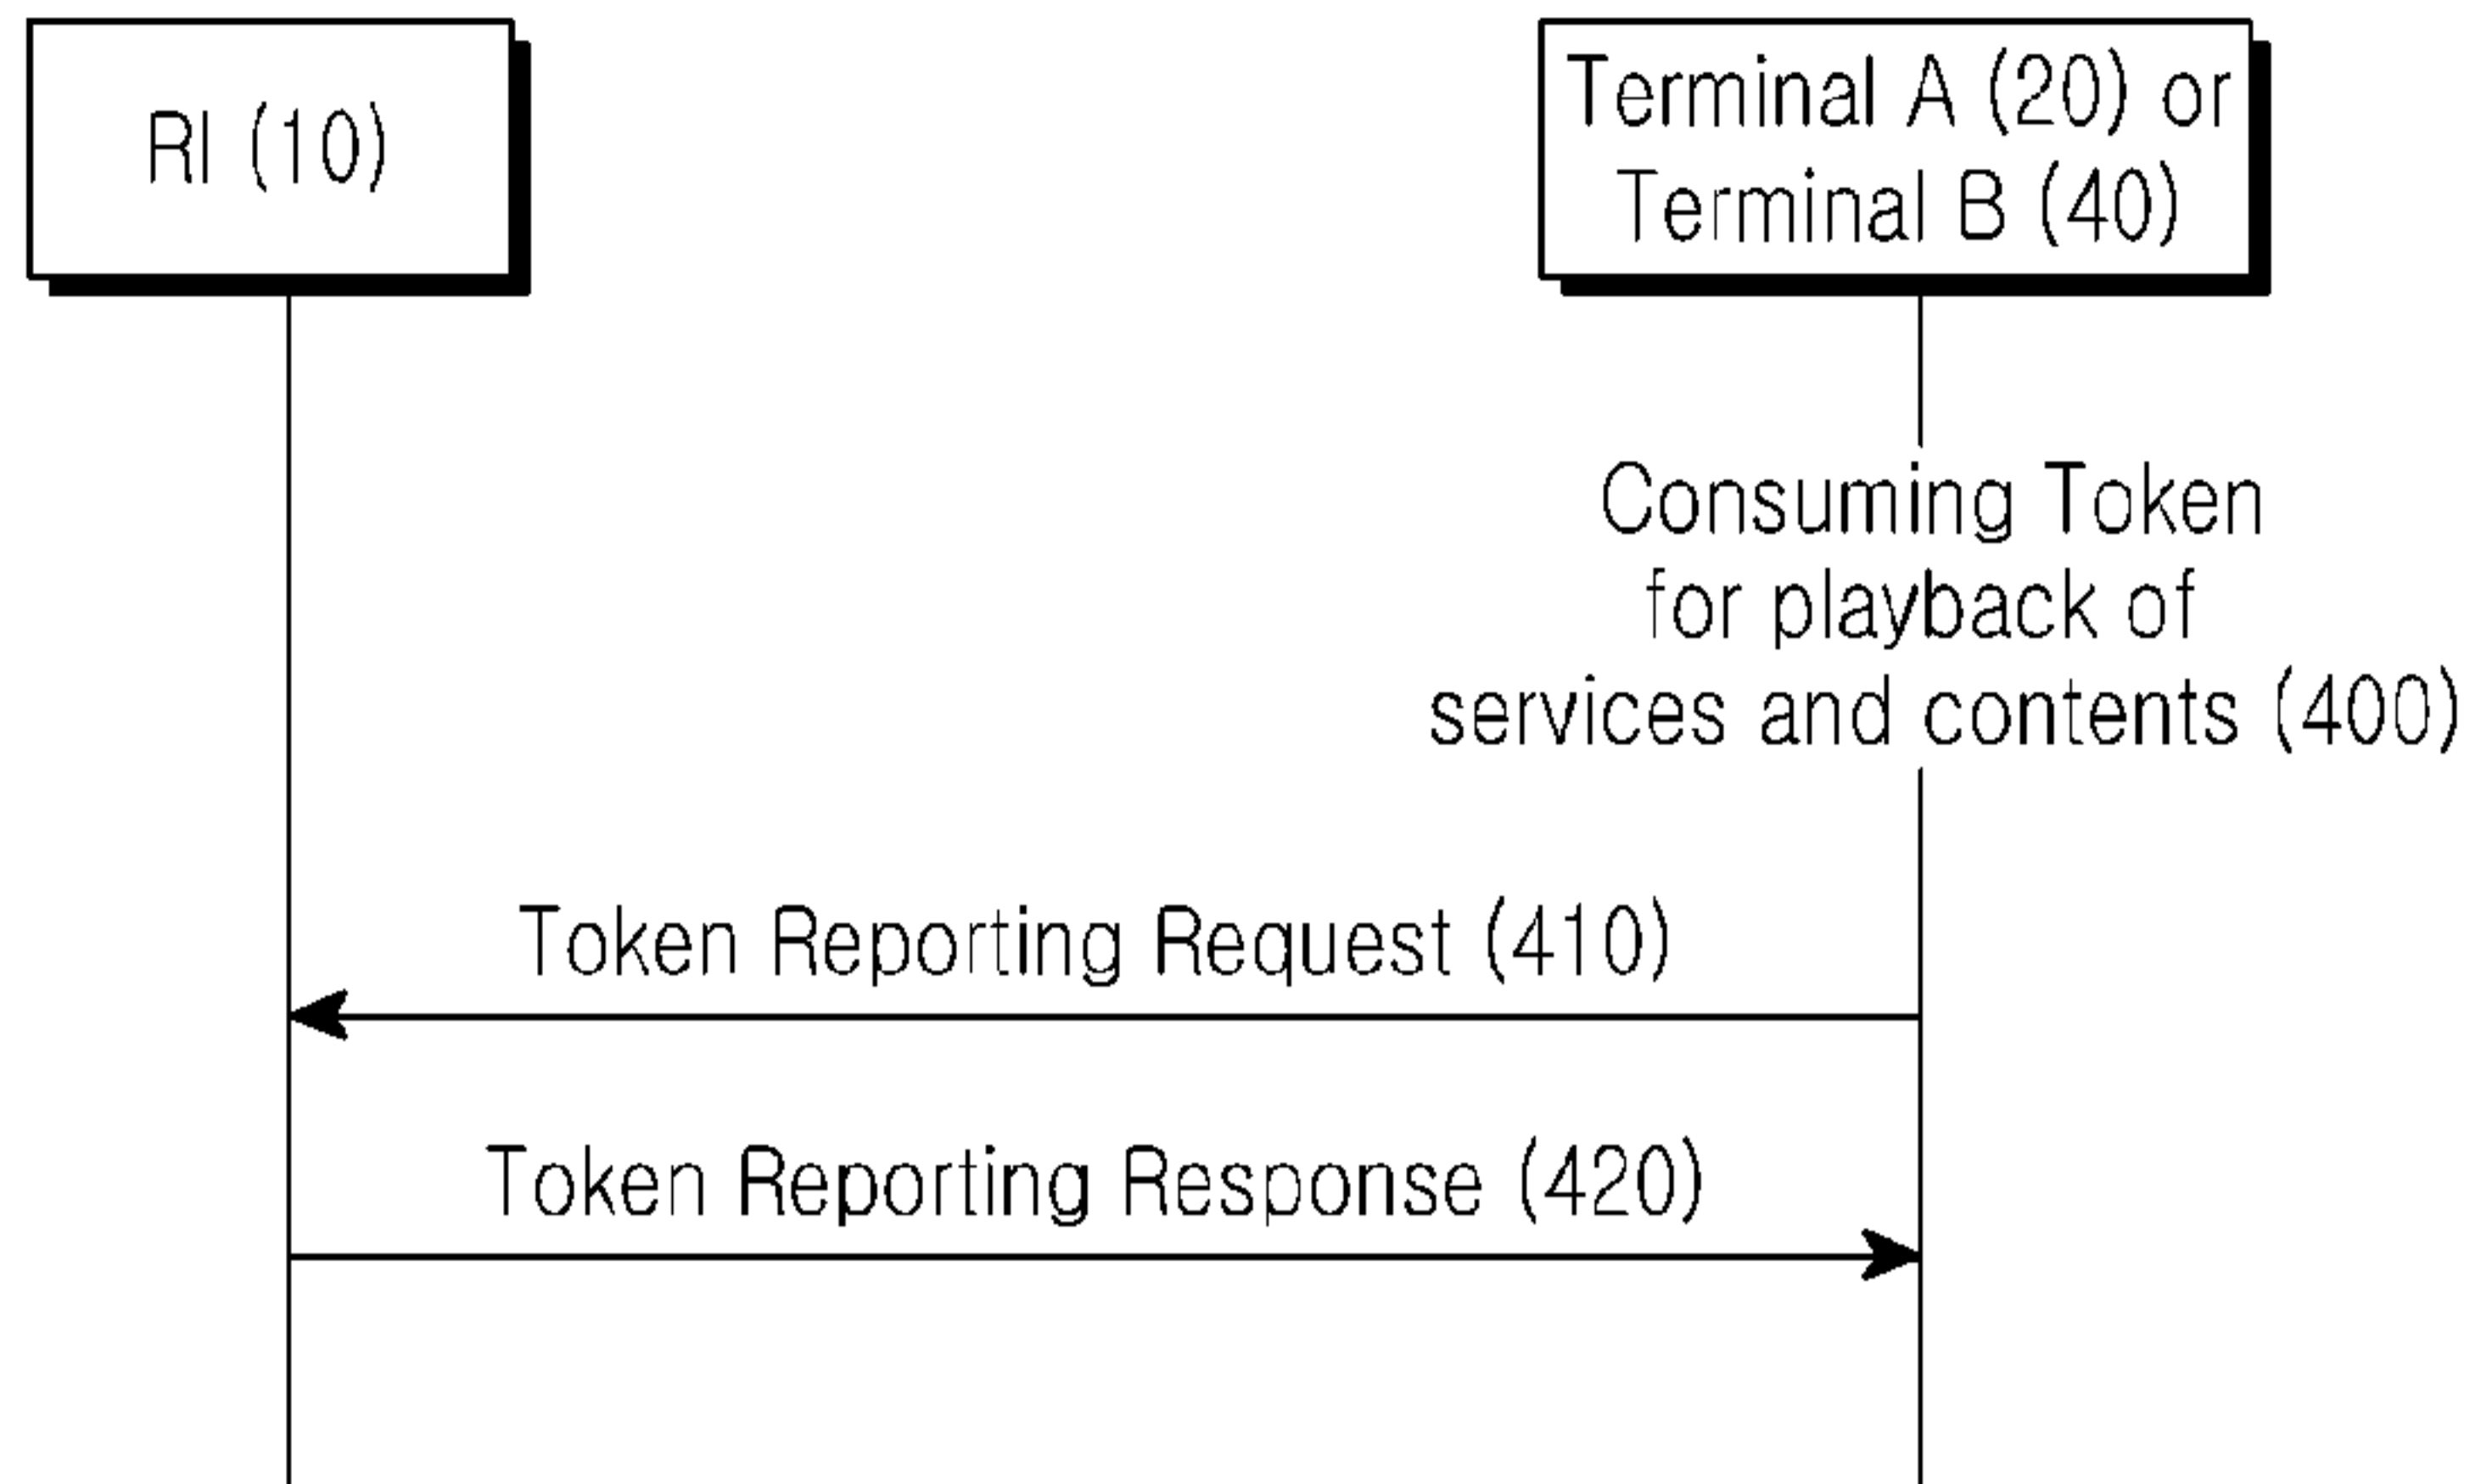 RI (10)
Terminal A (20) or
Terminal B (40)
Consuming Token
for playback of
services and contents (400)
Token Reporting Request (410)
Token Reporting Response (420)